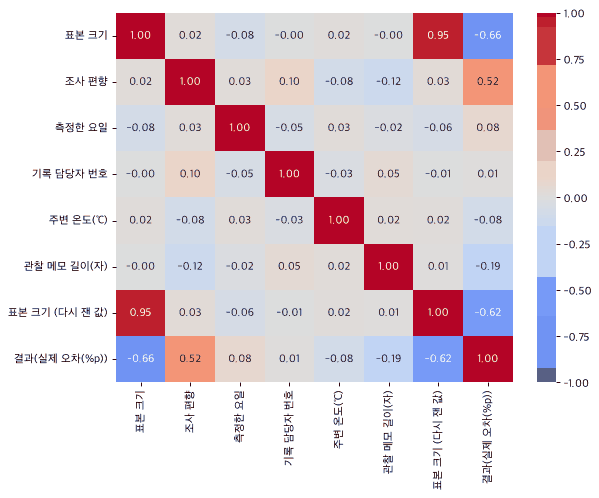 표본 크기 1.00 0.02 -0.08 -0.00 0.02 -0.00 0.95 -0.66
조사 편향 0.02 1.00 0.03 0.10 -0.08 -0.12 0.03 0.52
측정한 요일 -0.08 0.03 1.00 -0.05 0.03 -0.02 -0.06 0.08
기록 담당자 번호 -0.00 0.10 -0.05 1.00 -0.03 0.05 -0.01 0.01
주변 온도(℃) 0.02 -0.08 0.03 -0.03 1.00 0.02 0.02 -0.08
관찰 메모 길이(자) -0.00 -0.12 -0.02 0.05 0.02 1.00 0.01 -0.19
표본 크기 (다시 잰 값) 0.95 0.03 -0.06 -0.01 0.02 0.01 1.00 -0.62
결과(실제 오차(%p)) -0.66 0.52 0.08 0.01 -0.08 -0.19 -0.62 1.00
표본 크기
조사 편향
측정한 요일
기록 담당자 번호
주변 온도(℃)
관찰 메모 길이(자)
표본 크기 (다시 잰 값)
결과(실제 오차(%p))
1.00
0.75
0.50
0.25
0.00
-0.25
-0.50
-0.75
-1.00